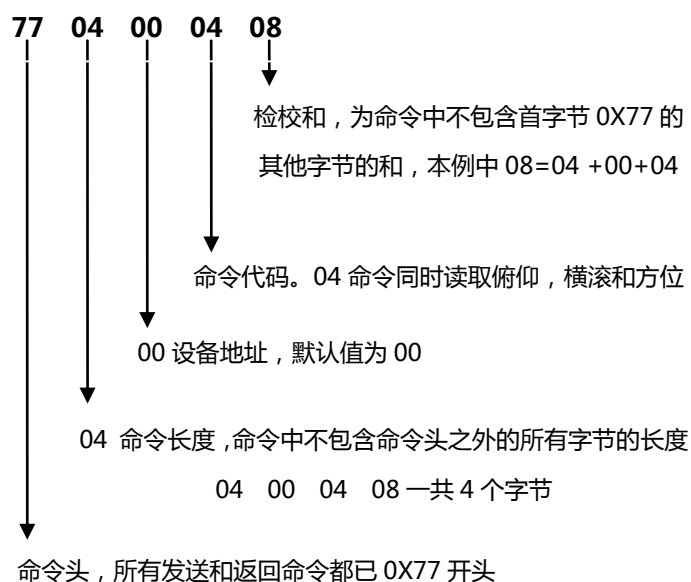 77 04 00 04 08
检校和，为命令中不包含首字节 0X77 的
其他字节的和，本例中 08=04 +00+04
命令代码。04 命令同时读取俯仰，横滚和方位
00 设备地址，默认值为 00
04 命令长度，命令中不包含命令头之外的所有字节的长度
04 00 04 08 一共 4 个字节
命令头，所有发送和返回命令都已 0X77 开头